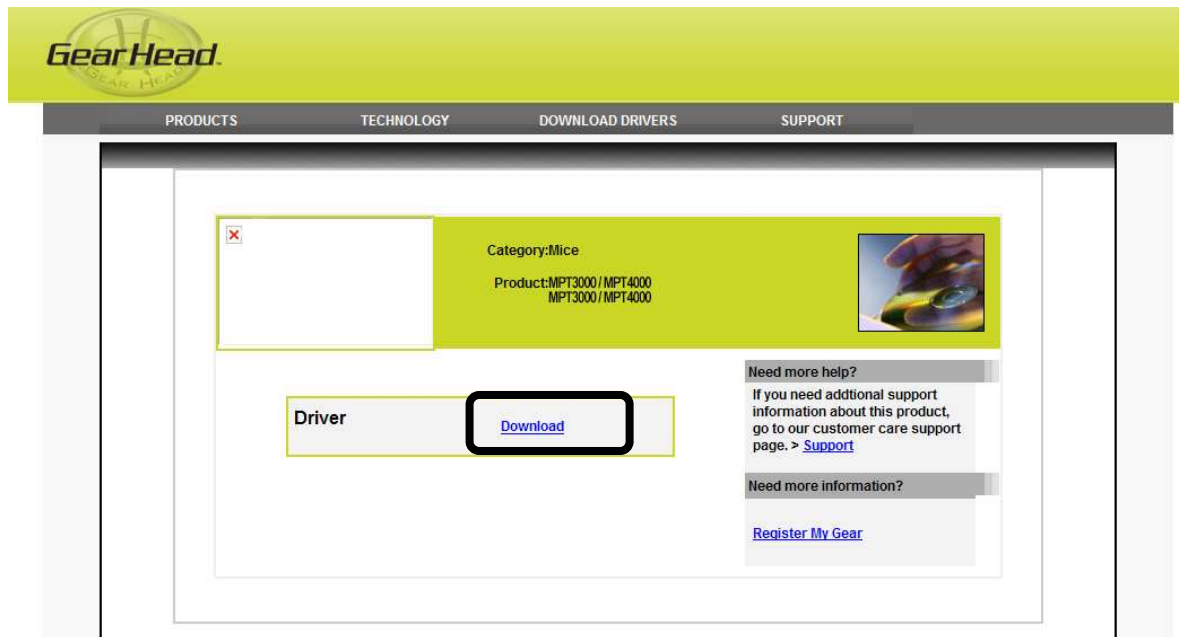 GearHead.
GEAR HEAD
PRODUCTS
TECHNOLOGY
DOWNLOAD DRIVERS
SUPPORT
Category:Mice
Product:MPT3000 / MPT4000
MPT3000 / MPT4000
Driver
Download
Need more help?
If you need addtional support
information about this product,
go to our customer care support
page. > Support
Need more information?
Register My Gear